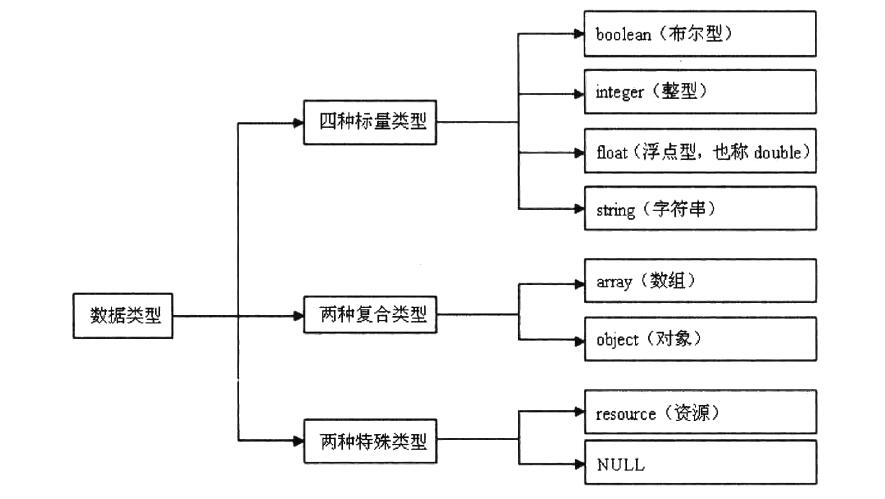 数据类型
四种标量类型
boolean（布尔型）
integer（整型）
float（浮点型，也称 double）
string（字符串）
两种复合类型
array（数组）
object（对象）
两种特殊类型
resource（资源）
NULL